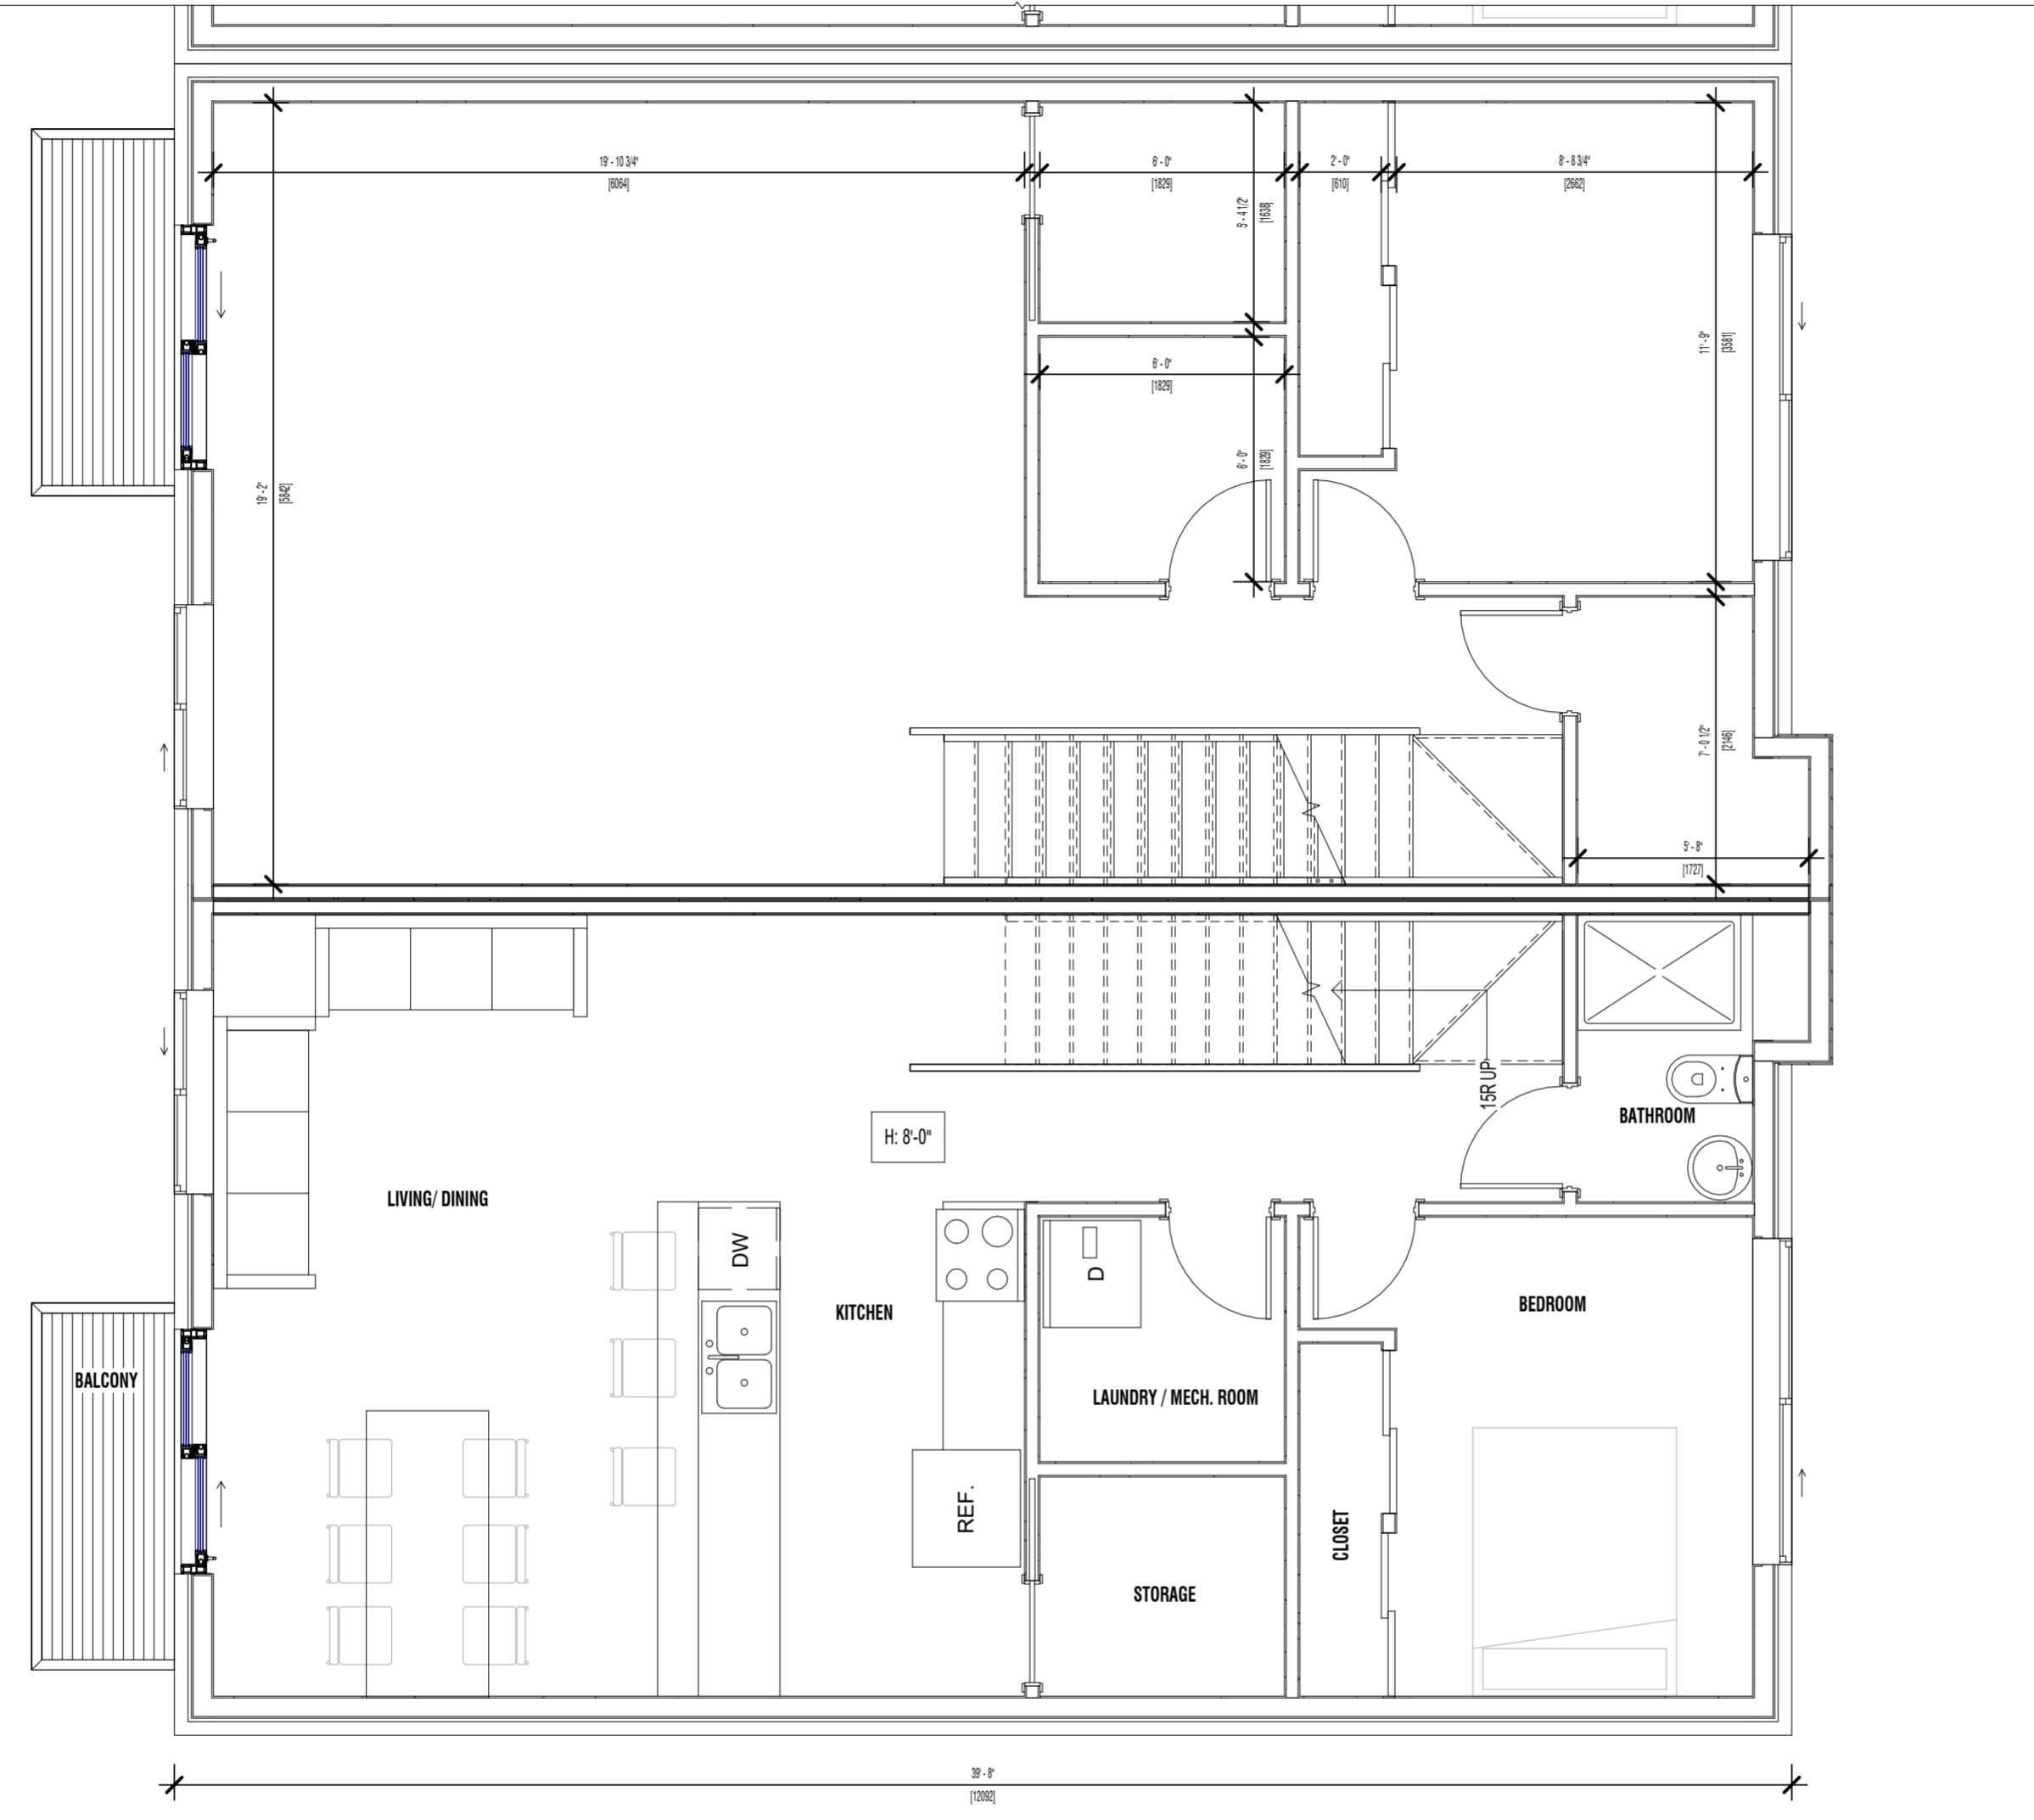 19' - 10 3/4"
[6064]
6' - 0"
[1829]
2' - 0"
[610]
8' - 8 3/4"
[2662]
5' - 4 1/2"
[1638]
11' - 9"
[3581]
6' - 0"
[1829]
6' - 0"
[1829]
19' - 2"
[5842]
7' - 0 1/2"
[2146]
5' - 8"
[1727]
15R UP
BATHROOM
H: 8'-0"
LIVING/ DINING
DW
D
KITCHEN
BEDROOM
BALCONY
LAUNDRY / MECH. ROOM
REF.
CLOSET
STORAGE
39' - 8"
[12092]